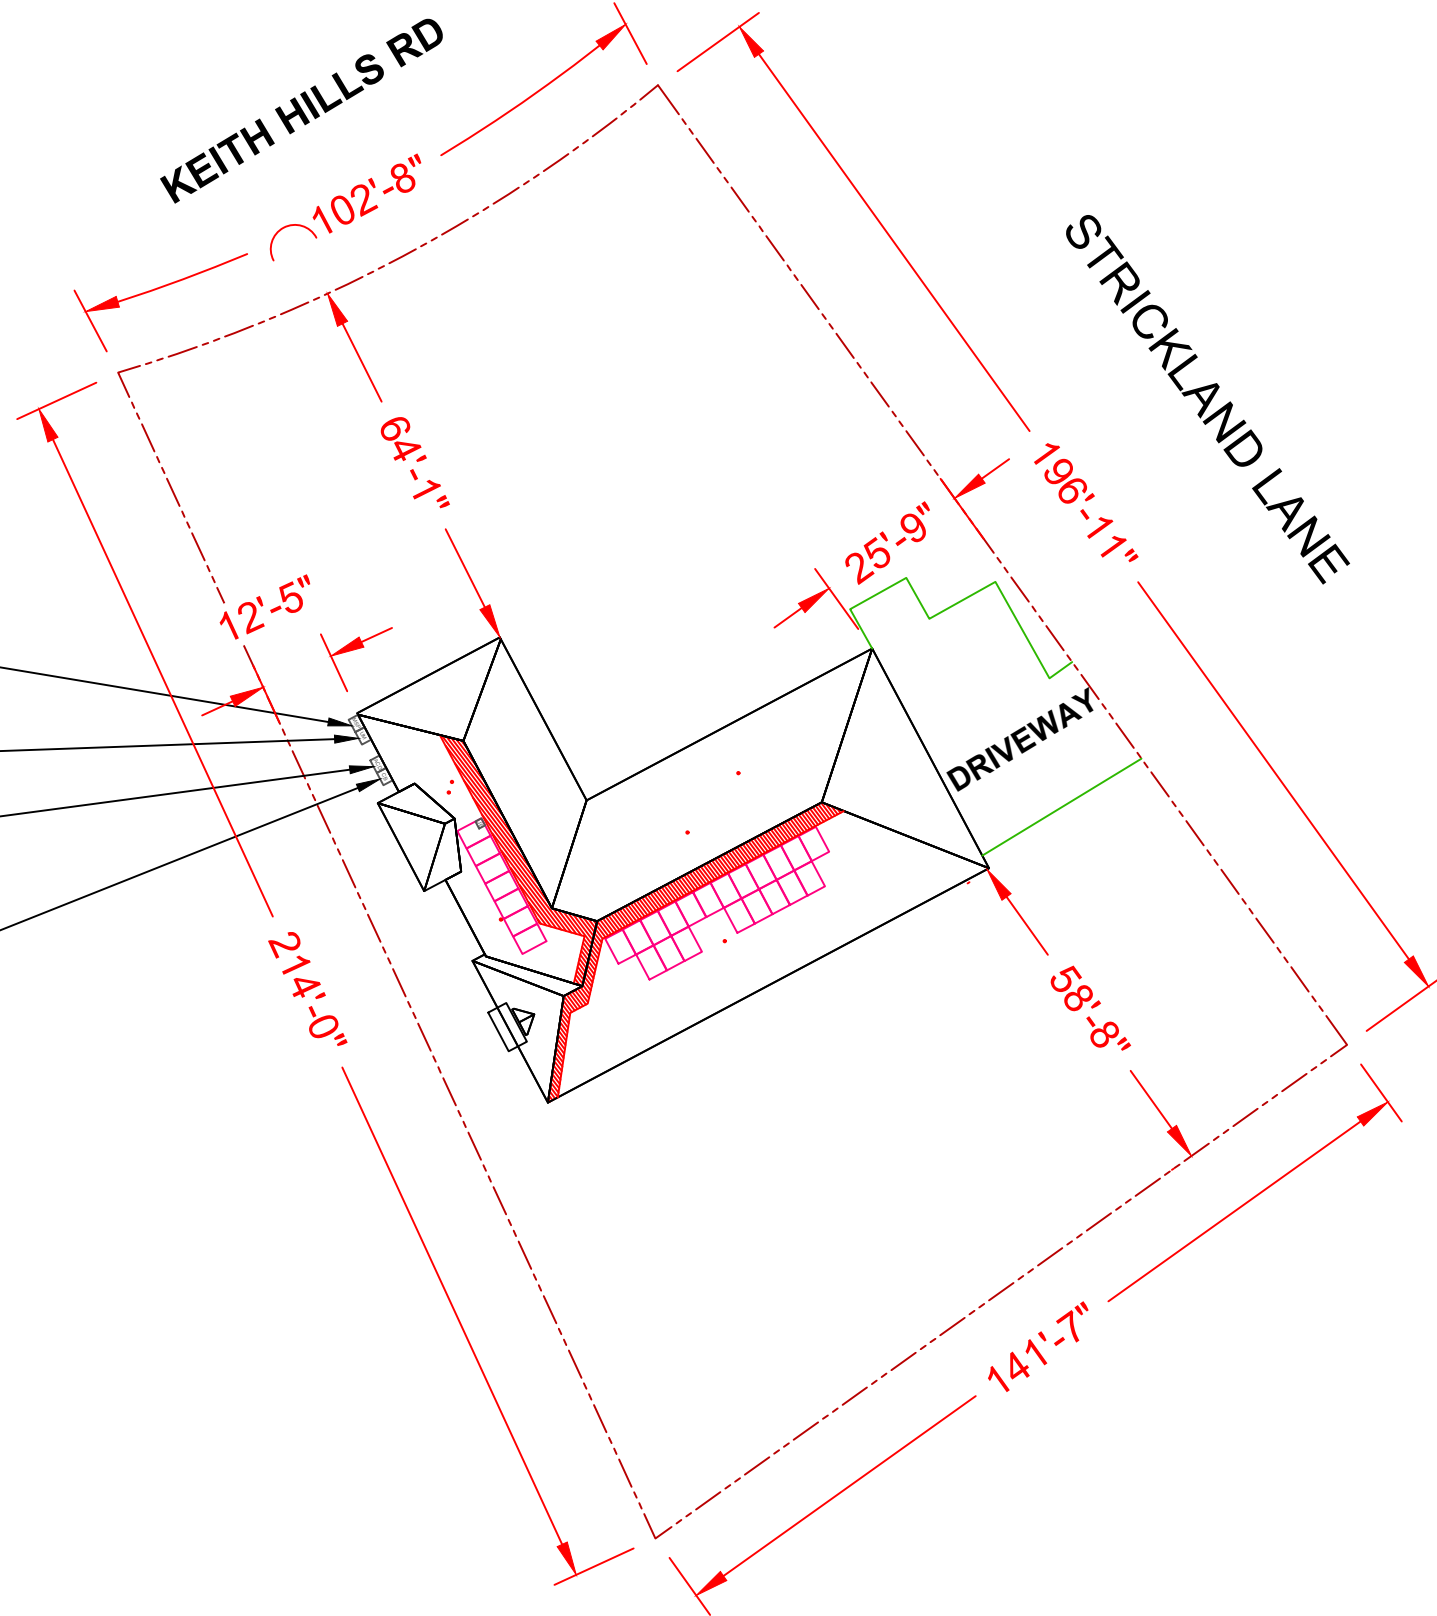 KEITH HILLS RD
102'-8"
STRICKLAND LANE
64'-1"
196'-11"
25'-9"
12'-5"
DRIVEWAY
214'-0"
58'-8"
141'-7"